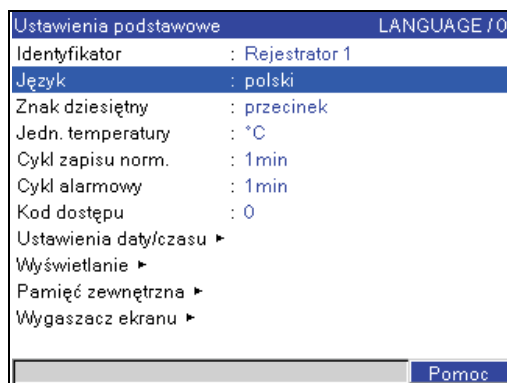 Ustawienia podstawowe LANGUAGE / 0
Identyfikator : Rejestrator 1
Język : polski
Znak dziesiętny : przecinek
Jedn. temperatury : °C
Cykl zapisu norm. : 1min
Cykl alarmowy : 1min
Kod dostępu : 0
Ustawienia daty/czasu ►
Wyświetlanie ►
Pamięć zewnętrzna ►
Wygaszacz ekranu ►
Pomoc